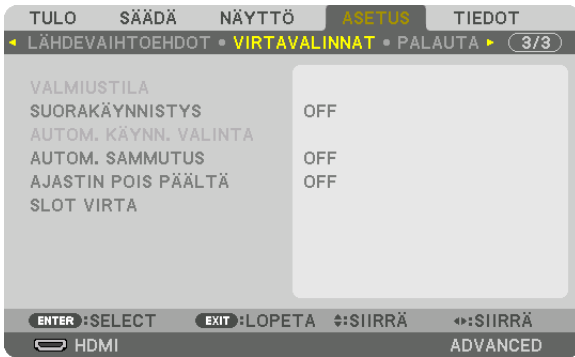 TULO SÄÄDÄ NÄYTTÖ ASETUS TIEDOT
◄ LÄHDEVAIHTOEHDOT • VIRTAVALINNAT • PALAUTA ► 3/3
VALMIUSTILA
SUORAKÄYNNISTYS OFF
AUTOM. KÄYNN. VALINTA
AUTOM. SAMMUTUS OFF
AJASTIN POIS PÄÄLTÄ OFF
SLOT VIRTA
ENTER :SELECT EXIT :LOPETA ♦:SIIRRÄ ◂▸:SIIRRÄ
HDMI ADVANCED